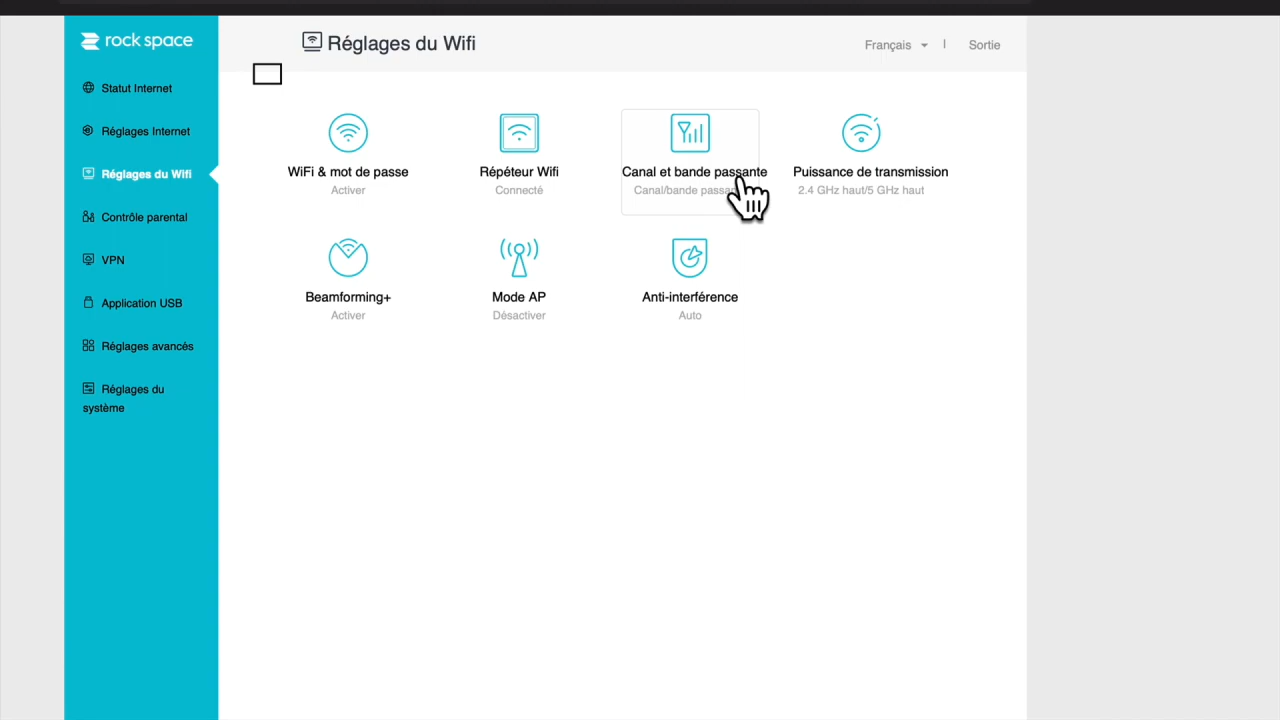 rock space
Réglages du Wifi
Français
Sortie
Statut Internet
Réglages Internet
Réglages du Wifi
Contrôle parental
VPN
Application USB
Réglages avancés
Réglages du
système
WiFi & mot de passe
Activer
Répéteur Wifi
Connecté
Canal et bande passante
Canal/bande
Puissance de transmission
2.4 GHz haut/5 GHz haut
Beamforming+
Activer
Mode AP
Désactiver
Anti-interférence
Auto